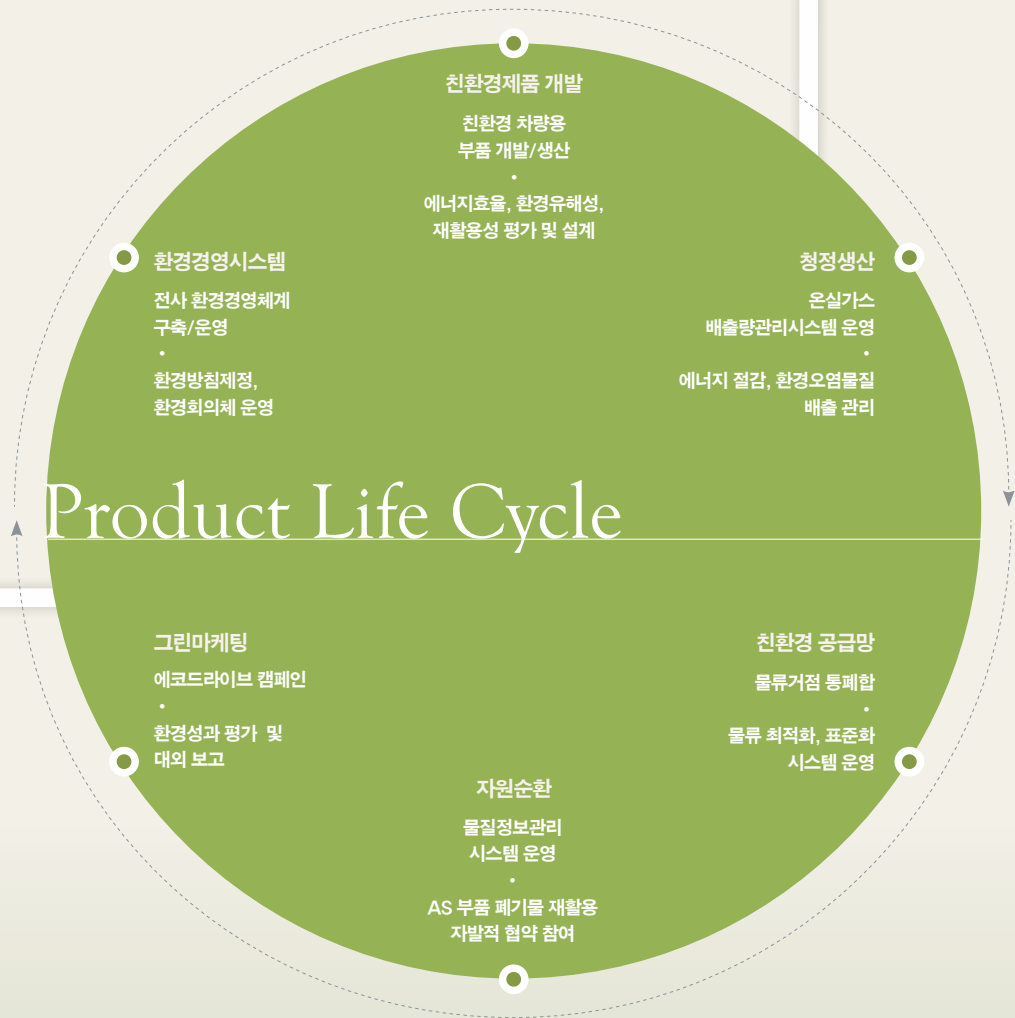 친환경제품 개발
친환경 차량용
부품 개발/생산
•
에너지효율, 환경유해성,
재활용성 평가 및 설계
환경경영시스템
전사 환경경영체계
구축/운영
•
환경방침제정,
환경회의체 운영
청정생산
온실가스
배출량관리시스템 운영
•
에너지 절감, 환경오염물질
배출 관리
Product Life Cycle
그린마케팅
에코드라이브 캠페인
•
환경성과 평가 및
대외 보고
친환경 공급망
물류거점 통폐합
•
물류 최적화, 표준화
시스템 운영
자원순환
물질정보관리
시스템 운영
•
AS 부품 폐기물 재활용
자발적 협약 참여